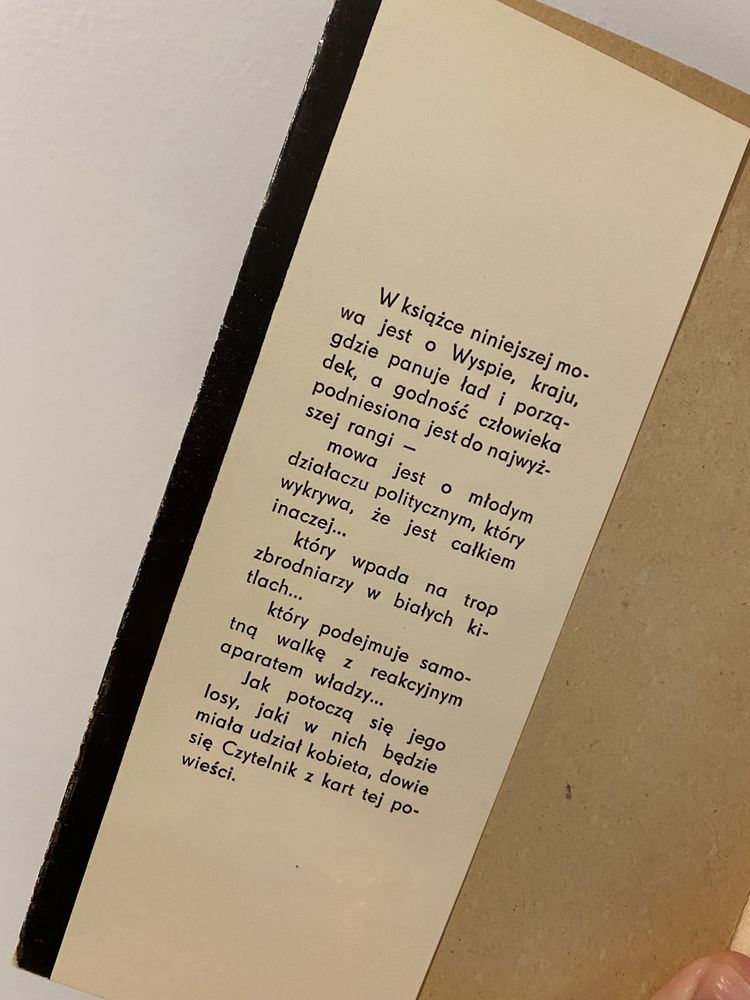 W książce niniejszej mo-
wa jest o Wyspie, kraju,
gdzie panuje ład i porzą-
dek, a godność człowieka
podniesiona jest do najwyż-
szej rangi —
mowa jest o młodym
działaczu politycznym, który
wykrywa, że jest całkiem
inaczej...
który wpada na trop
zbrodniarzy w białych ki-
tlach...
który podejmuje samo-
tną walkę z reakcyjnym
aparatem władzy...
Jak potoczą się jego
losy, jaki w nich będzie
miała udział kobieta, dowie
się Czytelnik z kart tej po-
wieści.